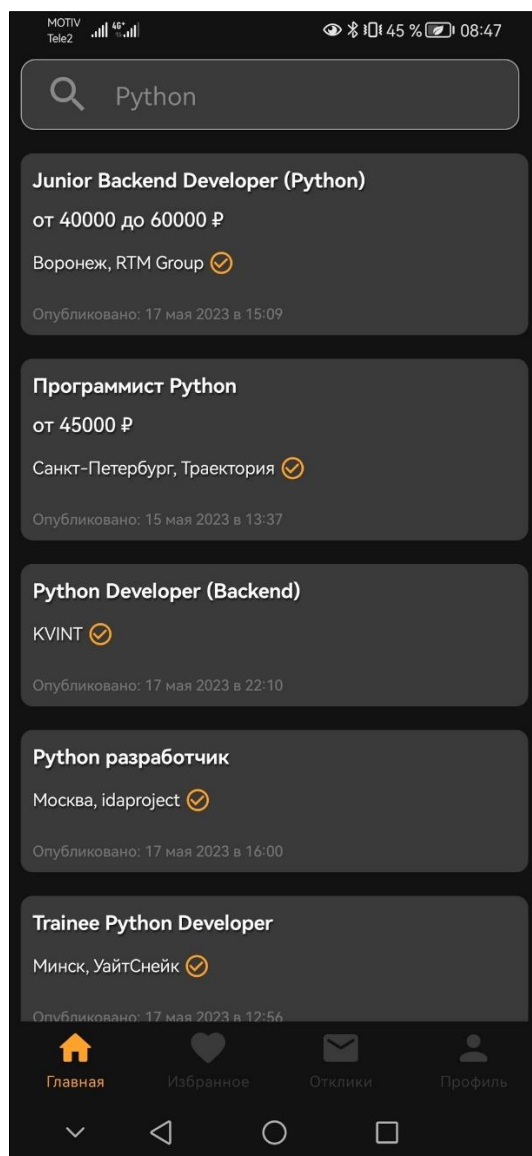 MOTIV
Tele2
4G+
45 %
08:47
Python
Junior Backend Developer (Python)
от 40000 до 60000 ₽
Воронеж, RTM Group
Опубликовано: 17 мая 2023 в 15:09
Программист Python
от 45000 ₽
Санкт-Петербург, Траектория
Опубликовано: 15 мая 2023 в 13:37
Python Developer (Backend)
KVINT
Опубликовано: 17 мая 2023 в 22:10
Python разработчик
Москва, idaproject
Опубликовано: 17 мая 2023 в 16:00
Trainee Python Developer
Минск, УайтСнейк
Опубликовано: 17 мая 2023 в 12:56
Главная
Избранное
Отклики
Профиль